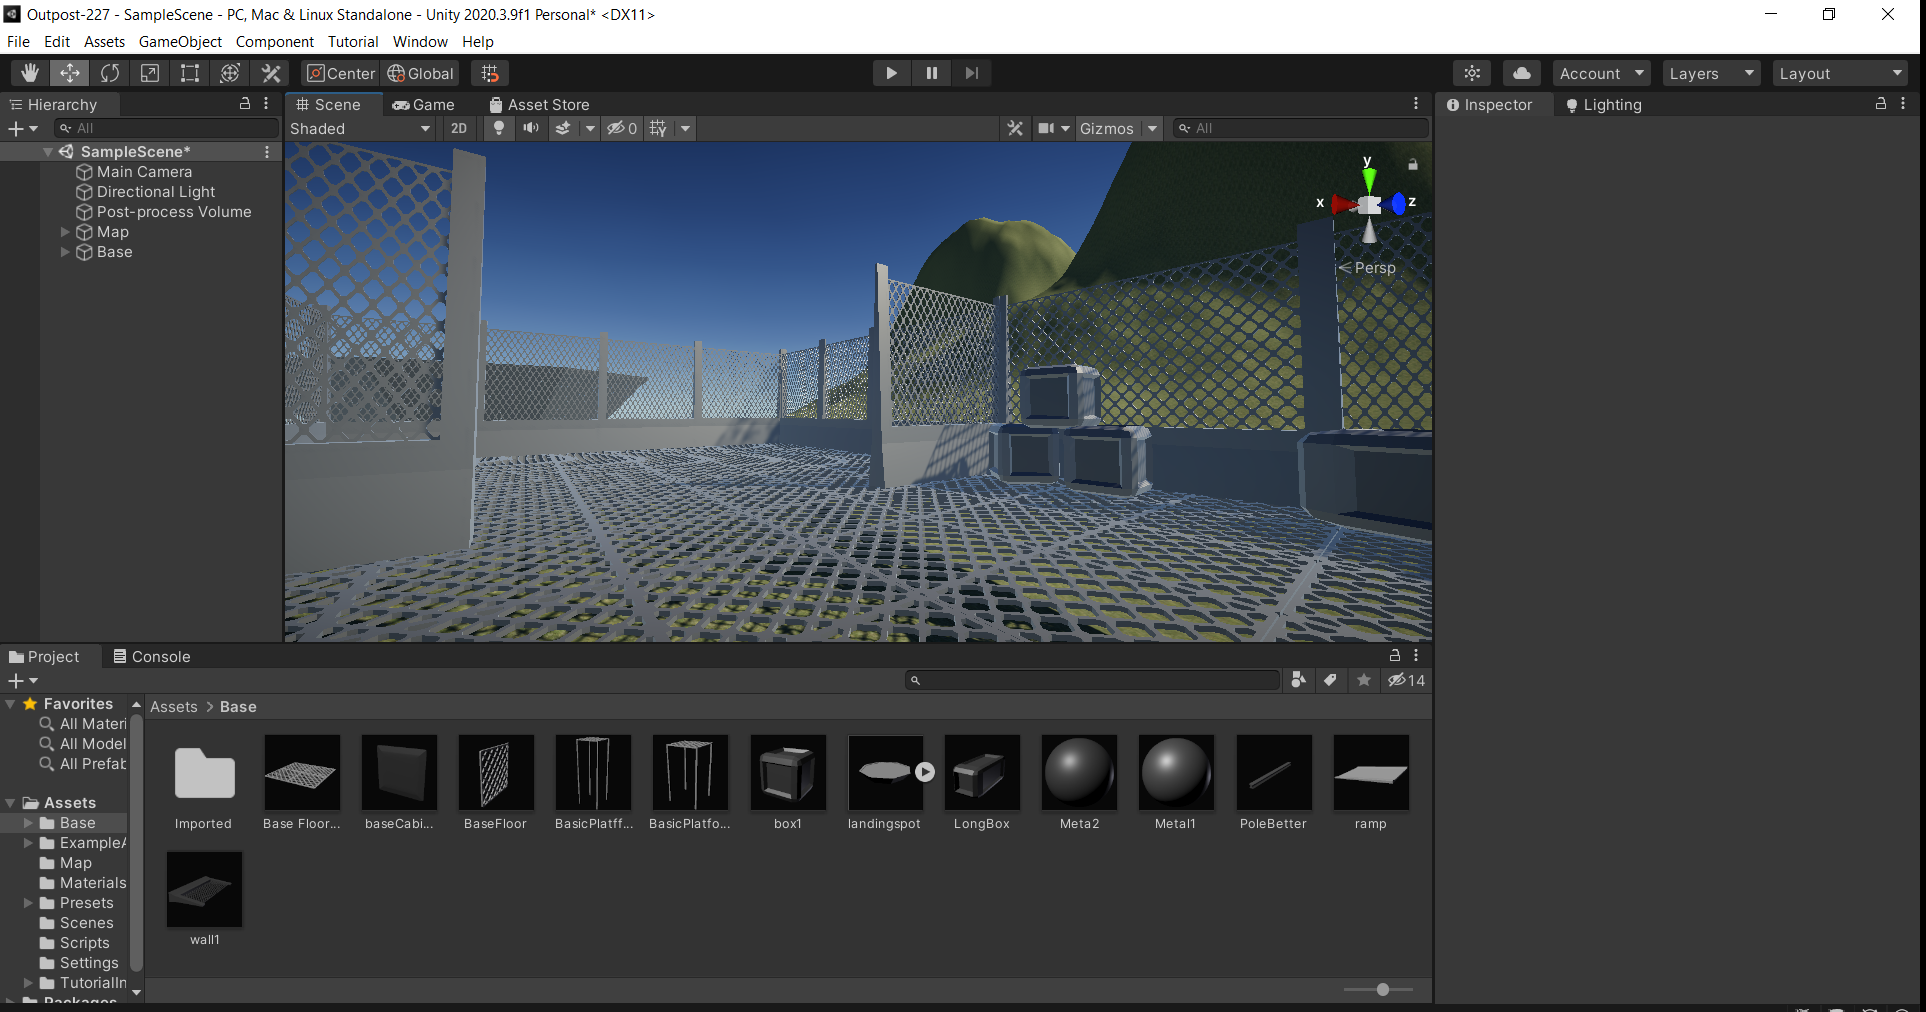 Outpost-227 - SampleScene - PC, Mac & Linux Standalone - Unity 2020.3.9f1 Personal* <DX11>
File Edit Assets GameObject Component Tutorial Window Help
Center Global Account Layers Layout
Hierarchy
All
SampleScene*
Main Camera
Directional Light
Post-process Volume
Map
Base
Scene Game Asset Store
Shaded 2D 0 Gizmos All
y
x z
Persp
Inspector Lighting
Project Console
14
Favorites
All Materi
All Model
All Prefab
Assets
Base
ExampleA
Map
Materials
Presets
Scenes
Scripts
Settings
TutorialIn
Packages
Assets > Base
Imported Base Floor... baseCabi... BaseFloor BasicPlatff... BasicPlatfo... box1 landingspot LongBox Meta2 Metal1 PoleBetter ramp
wall1